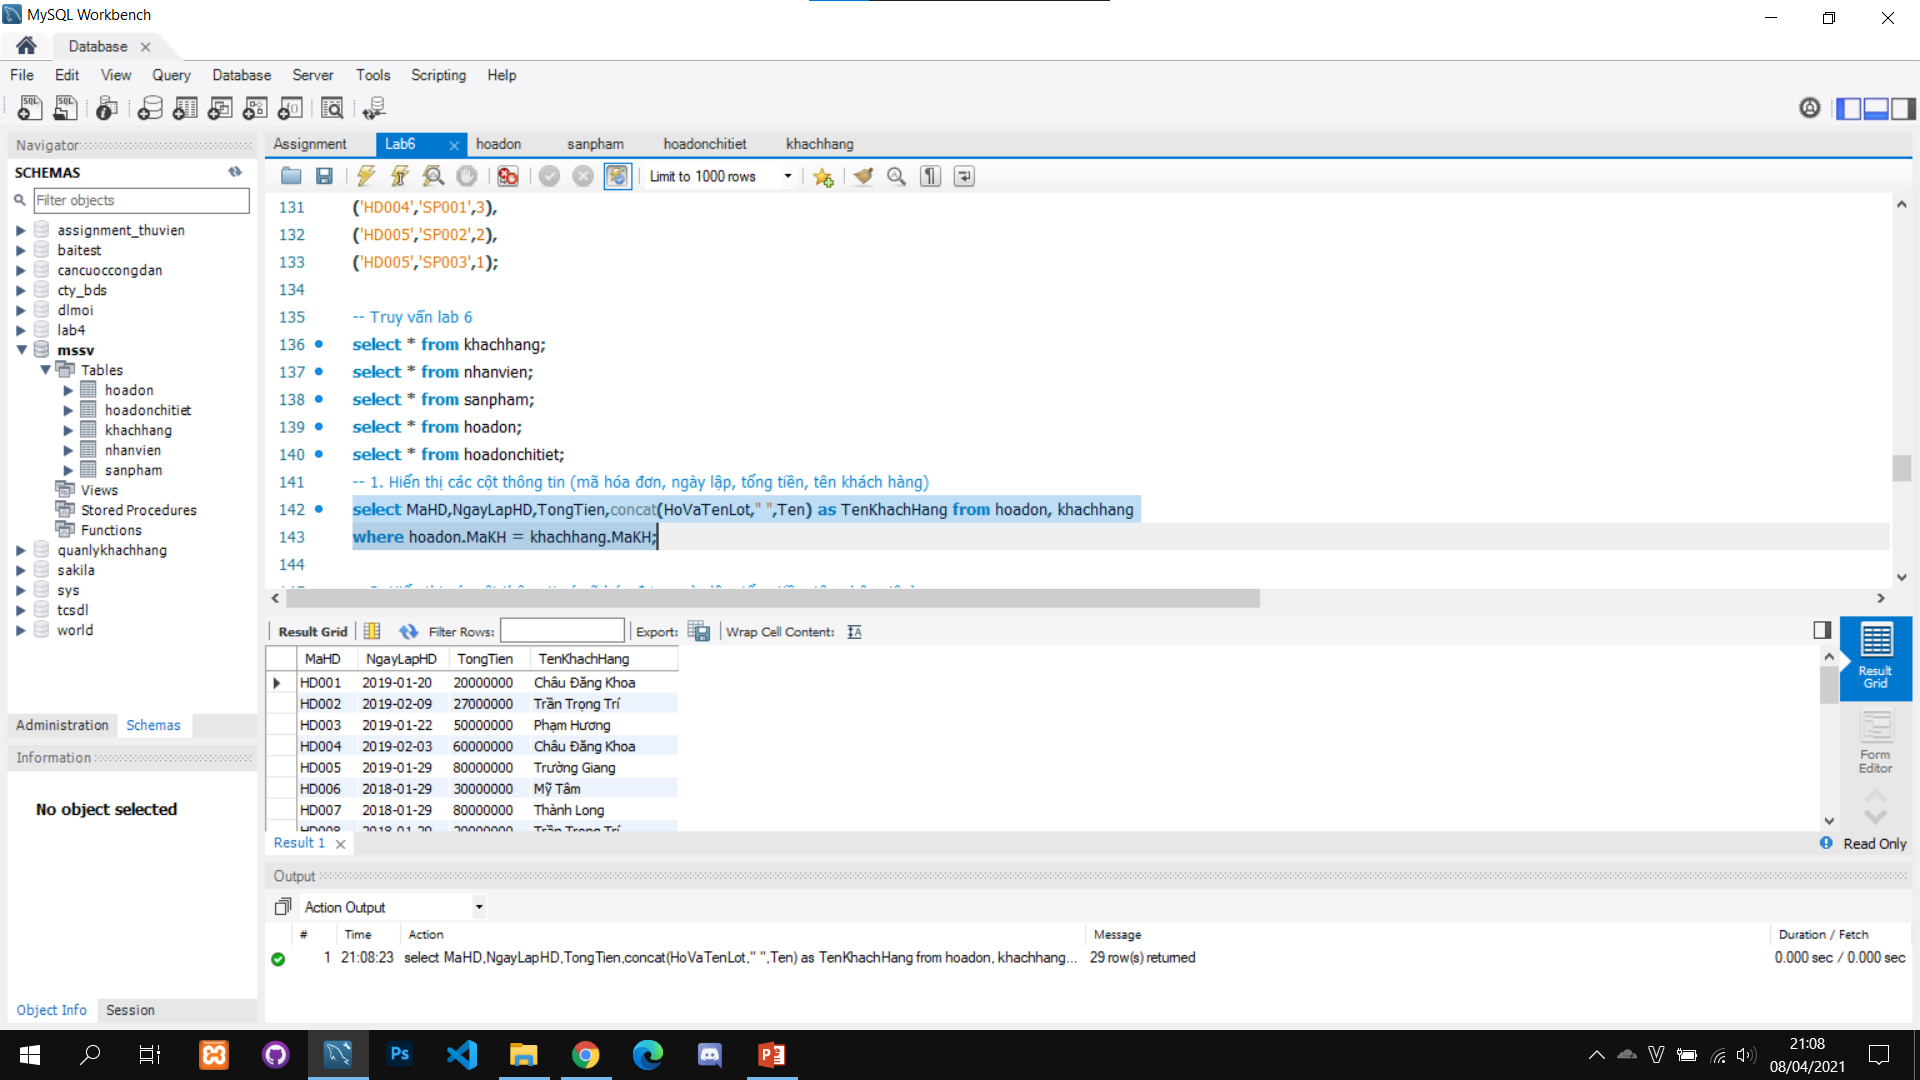 MySQL Workbench
Database
File Edit View Query Database Server Tools Scripting Help
Navigator
SCHEMAS
Filter objects
assignment_thuvien
baitest
cancuoccongdan
cty_bds
dlmoi
lab4
mssv
Tables
hoadon
hoadonchitiet
khachhang
nhanvien
sanpham
Views
Stored Procedures
Functions
quanlykhachhang
sakila
sys
tcsdl
world
Administration Schemas
Information
No object selected
Object Info Session
Assignment Lab6 hoadon sanpham hoadonchitiet khachhang
Limit to 1000 rows
131 ('HD004','SP001',3),
132 ('HD005','SP002',2),
133 ('HD005','SP003',1);
134
135 -- Truy vấn lab 6
136 select * from khachhang;
137 select * from nhanvien;
138 select * from sanpham;
139 select * from hoadon;
140 select * from hoadonchitiet;
141 -- 1. Hiển thị các cột thông tin (mã hóa đơn, ngày lập, tổng tiền, tên khách hàng)
142 select MaHD,NgayLapHD,TongTien,concat(HoVaTenLot," ",Ten) as TenKhachHang from hoadon, khachhang
143 where hoadon.MaKH = khachhang.MaKH;
144
Result Grid Filter Rows: Export: Wrap Cell Content:
MaHD NgayLapHD TongTien TenKhachHang
HD001 2019-01-20 20000000 Châu Đăng Khoa
HD002 2019-02-09 27000000 Trần Trọng Trí
HD003 2019-01-22 50000000 Phạm Hương
HD004 2019-02-03 60000000 Châu Đăng Khoa
HD005 2019-01-29 80000000 Trường Giang
HD006 2018-01-29 30000000 Mỹ Tâm
HD007 2018-01-29 80000000 Thành Long
HD008 2018-01-29 20000000 Trần Trọng Trí
Result Grid
Form Editor
Result 1
Read Only
Output
Action Output
# Time Action Message Duration / Fetch
1 21:08:23 select MaHD,NgayLapHD,TongTien,concat(HoVaTenLot," ",Ten) as TenKhachHang from hoadon, khachhang... 29 row(s) returned 0.000 sec / 0.000 sec
21:08
08/04/2021